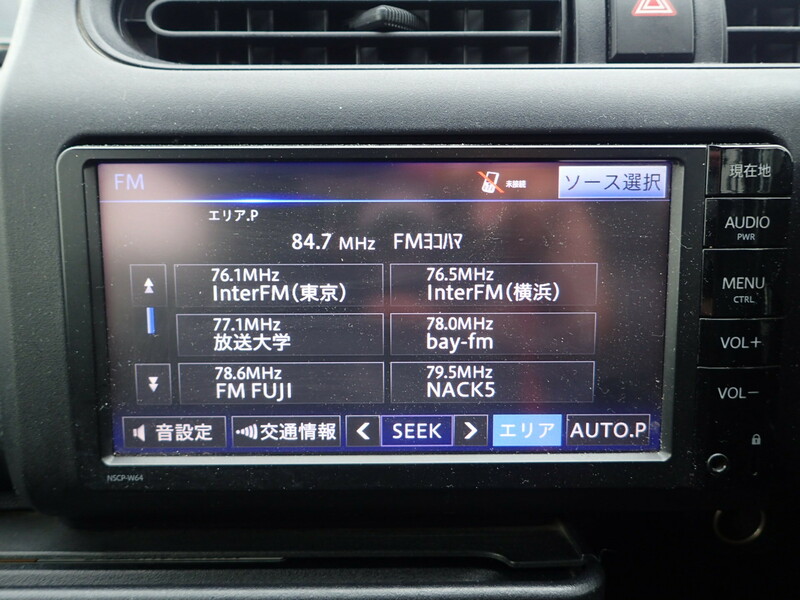 FM
未接続
ソース選択
現在地
エリア.P
84.7 MHz FMヨコハマ
AUDIO
PWR
76.1MHz
InterFM(東京)
76.5MHz
InterFM(横浜)
MENU
CTRL
77.1MHz
放送大学
78.0MHz
bay-fm
VOL+
78.6MHz
FM FUJI
79.5MHz
NACK5
VOL−
音設定
交通情報
SEEK
エリア
AUTO.P
NSCP-W64